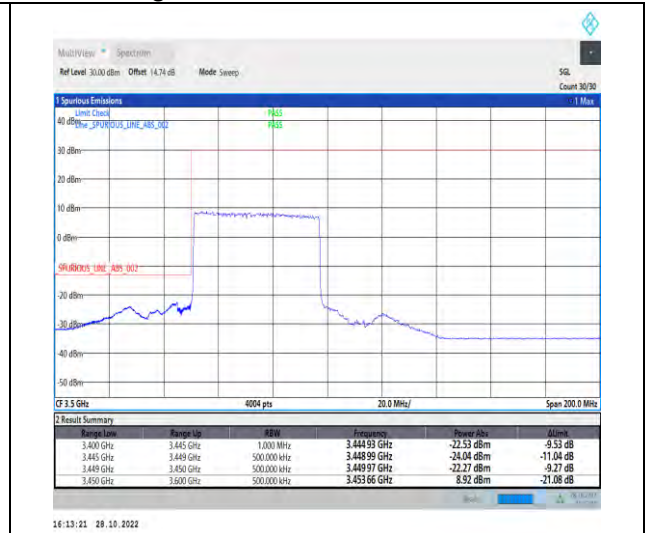 MultiView Spectrum
Ref Level 30.00 dBm Offset 14.74 dB Mode Sweep SGL
Count 30/30
1 Spurious Emissions 1 Max
Limit Check PASS
40 dBm
Line _SPURIOUS_LINE_ABS_002 PASS
30 dBm
20 dBm
10 dBm
0 dBm
_SPURIOUS_LINE_ABS_002
-20 dBm
-30 dBm
-40 dBm
-50 dBm
CF 3.5 GHz 4004 pts 20.0 MHz/ Span 200.0 MHz
2 Result Summary
Range Low Range Up RBW Frequency Power Abs ΔLimit
3.400 GHz 3.445 GHz 1.000 MHz 3.444 93 GHz -22.53 dBm -9.53 dB
3.445 GHz 3.449 GHz 500.000 kHz 3.448 99 GHz -24.04 dBm -11.04 dB
3.449 GHz 3.450 GHz 500.000 kHz 3.449 97 GHz -22.27 dBm -9.27 dB
3.450 GHz 3.600 GHz 500.000 kHz 3.453 66 GHz 8.92 dBm -21.08 dB
16:13:21 28.10.2022